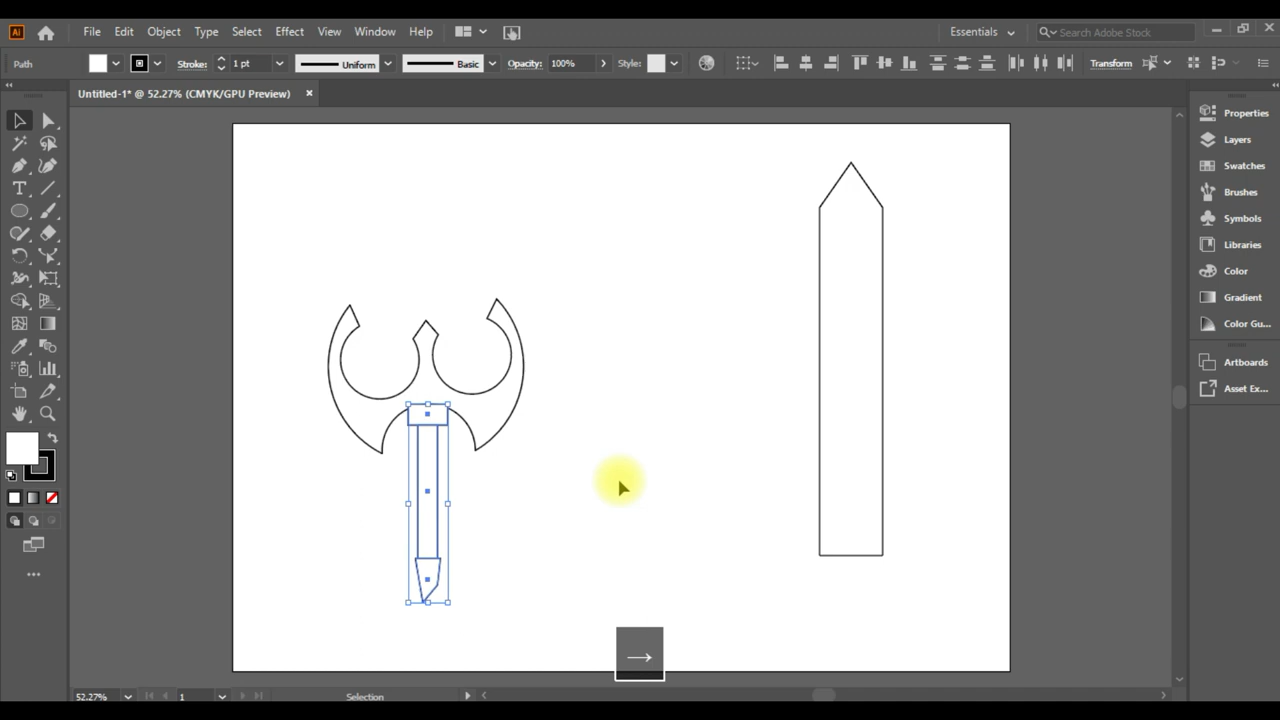 Ai File Edit Object Type Select Effect View Window Help Essentials Search Adobe Stock
Path Stroke: 1 pt Uniform Basic Opacity: 100% Style: Transform
Untitled-1* @ 52.27% (CMYK/GPU Preview) ×
Properties
Layers
Swatches
Brushes
Symbols
Libraries
Color
Gradient
Color Gu...
Artboards
Asset Ex...
→
52.27% 1 Selection